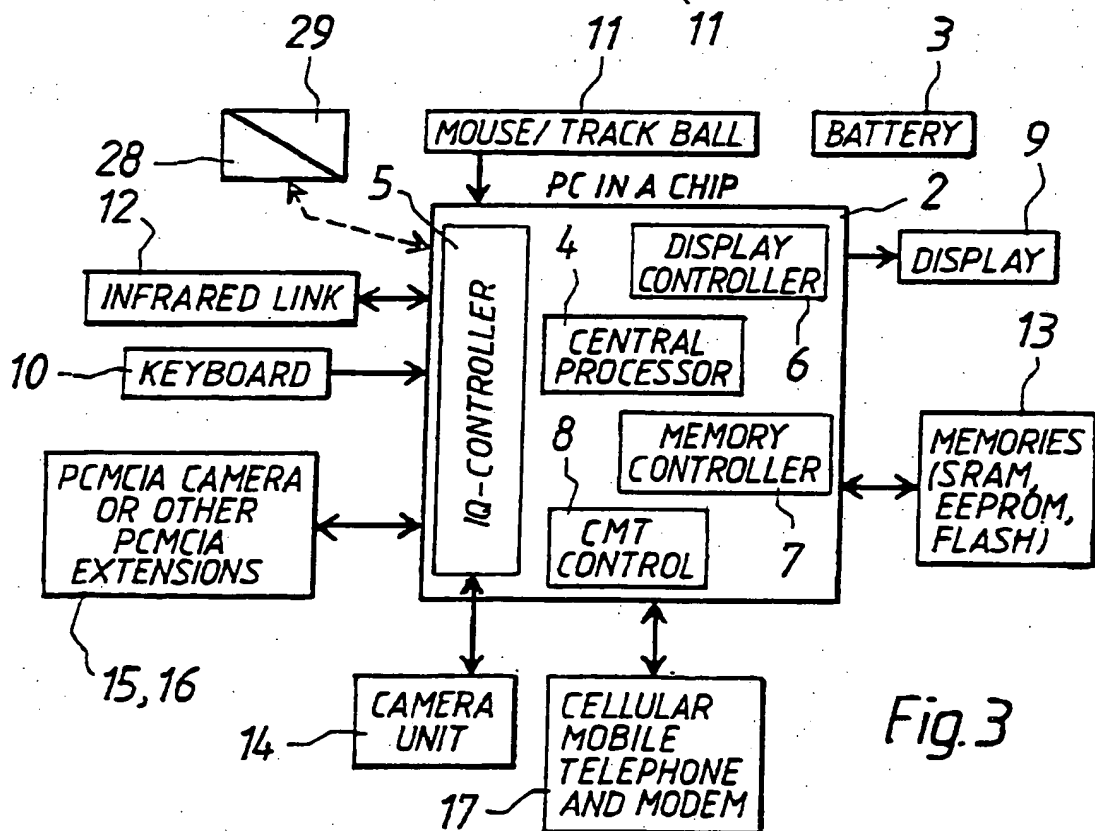 11
29
11
3
MOUSE/ TRACK BALL
BATTERY
28
9
5
PC IN A CHIP
2
12
4
DISPLAY
CONTROLLER
DISPLAY
INFRARED LINK
IQ-CONTROLLER
CENTRAL
PROCESSOR
6
13
10
KEYBOARD
8
MEMORY
CONTROLLER
MEMORIES
(SRAM,
EEPROM,
FLASH)
PCMCIA CAMERA
OR OTHER
PCMCIA
EXTENSIONS
CMT
CONTROL
7
15,16
CAMERA
UNIT
14
CELLULAR
MOBILE
TELEPHONE
AND MODEM
17
Fig.3